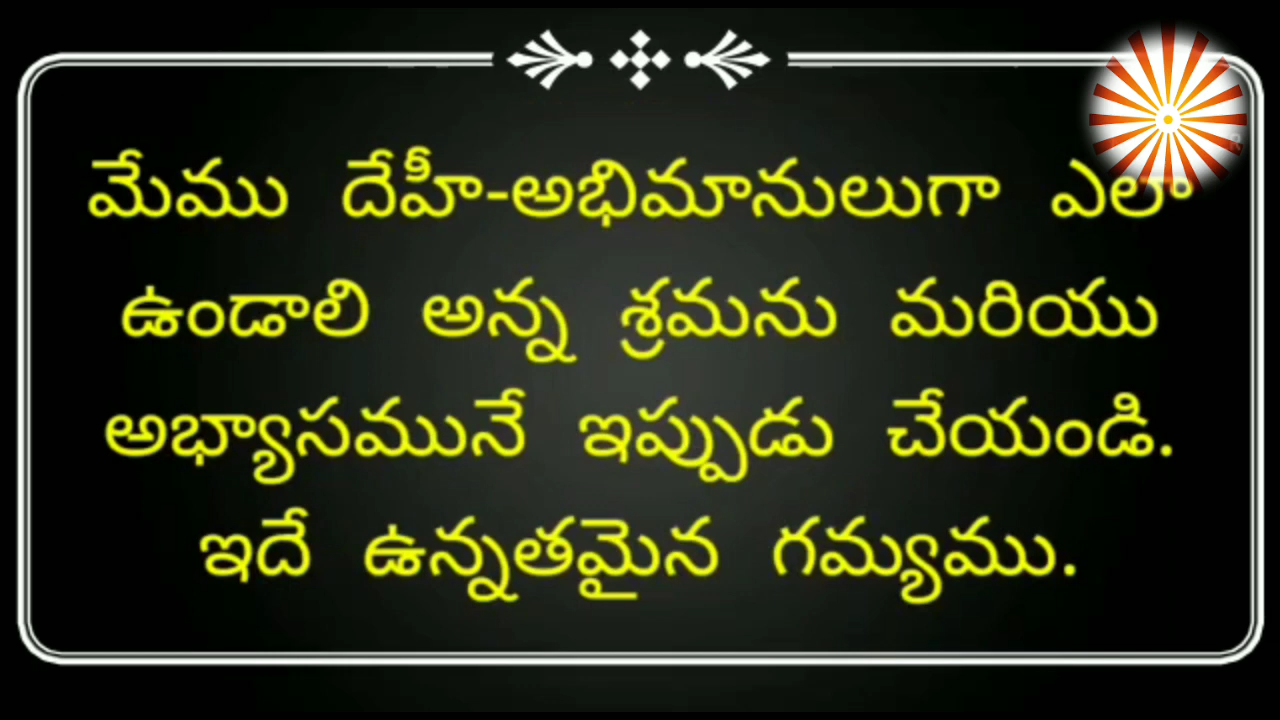 మేము దేహీ-అభిమానులుగా ఎలా
ఉండాలి అన్న శ్రమను మరియు
అభ్యాసమునే ఇప్పుడు చేయండి.
ఇదే ఉన్నతమైన గమ్యము.